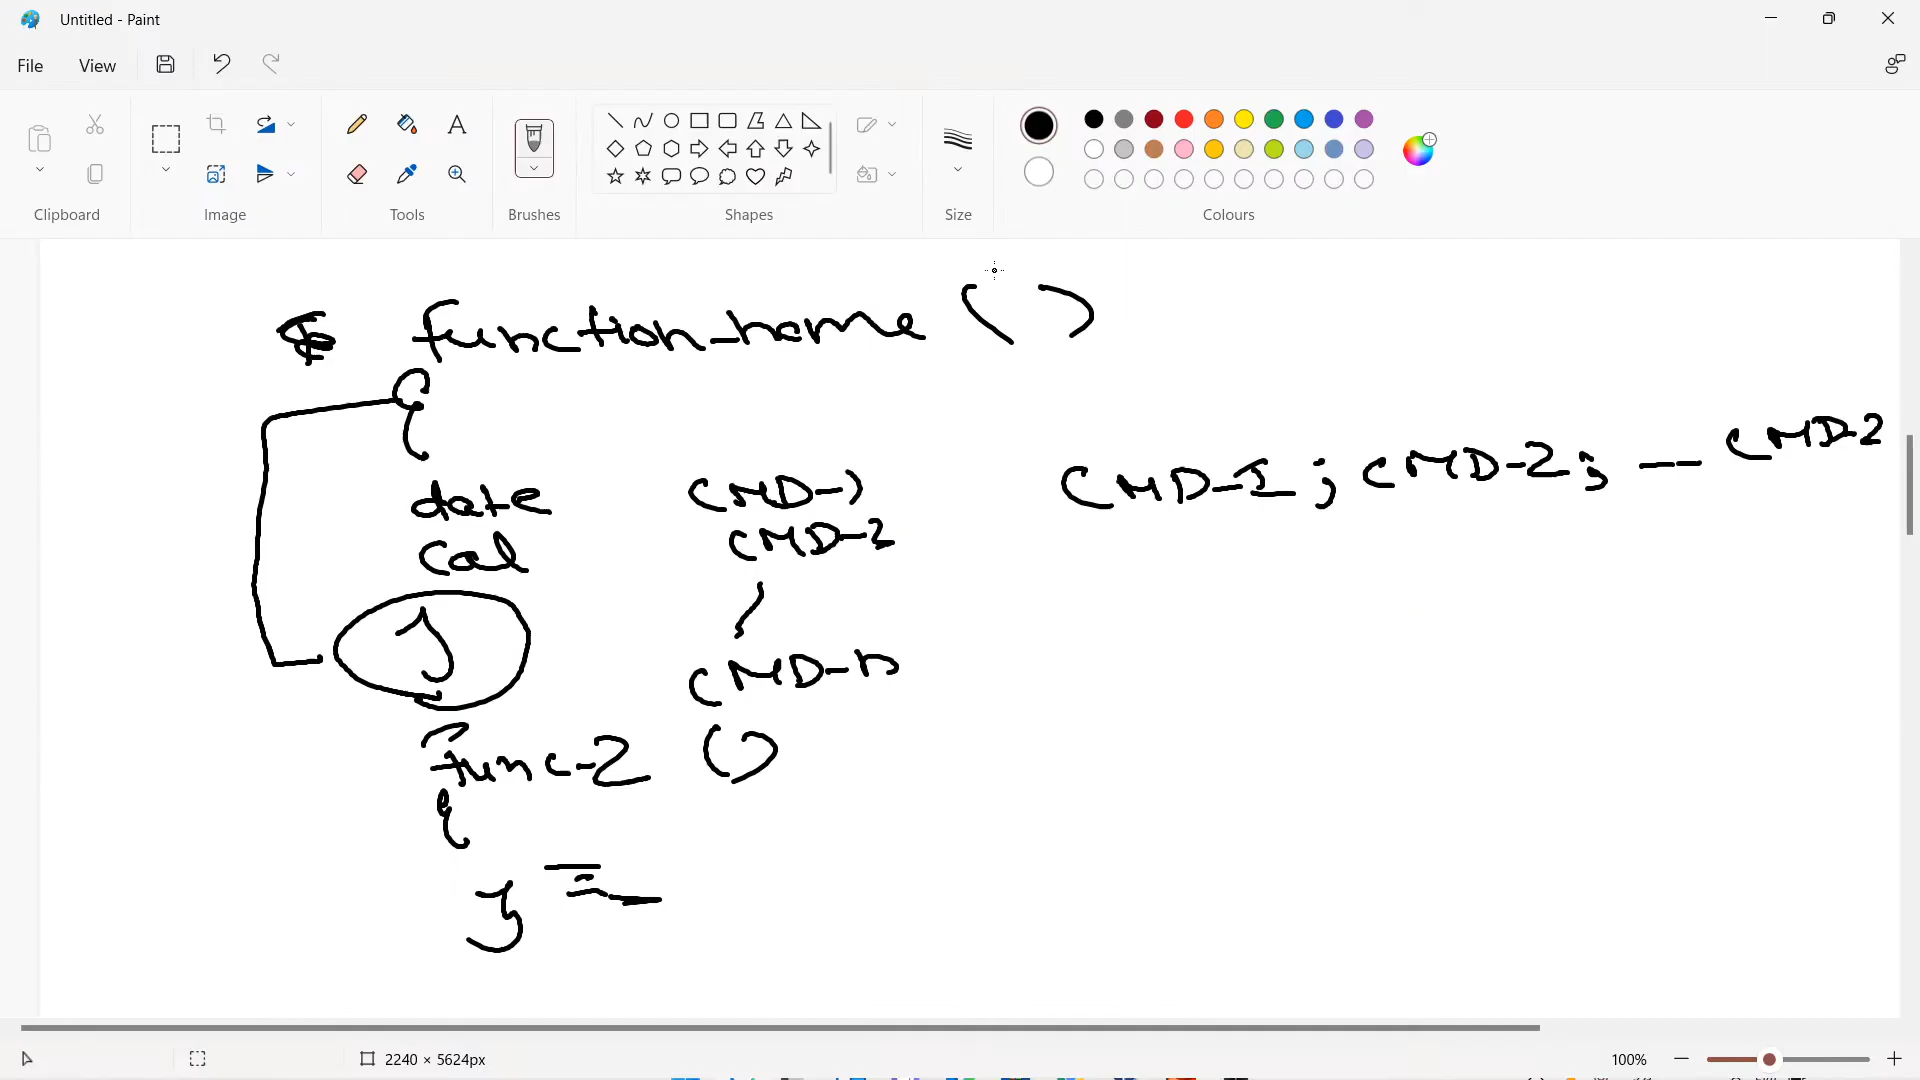 Untitled - Paint
File View
Clipboard Image Tools Brushes Shapes Size Colours
$ function_name ( )
{
CMD-1 ; CMD-2 ; -- CMD-2
date CMD-1
cal CMD-2
}
CMD-n
func-2 ( )
{
}
2240 × 5624px 100%